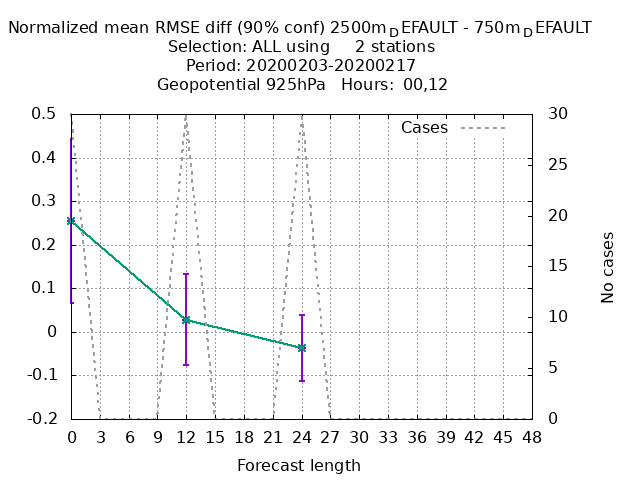 Normalized mean RMSE diff (90% conf) 2500m_DEFAULT - 750m_DEFAULT
Selection: ALL using 2 stations
Period: 20200203-20200217
Geopotential 925hPa Hours: 00,12
Cases
0.5
0.4
0.3
0.2
0.1
0
-0.1
-0.2
30
25
20
15
10
5
0
No cases
0 3 6 9 12 15 18 21 24 27 30 33 36 39 42 45 48
Forecast length